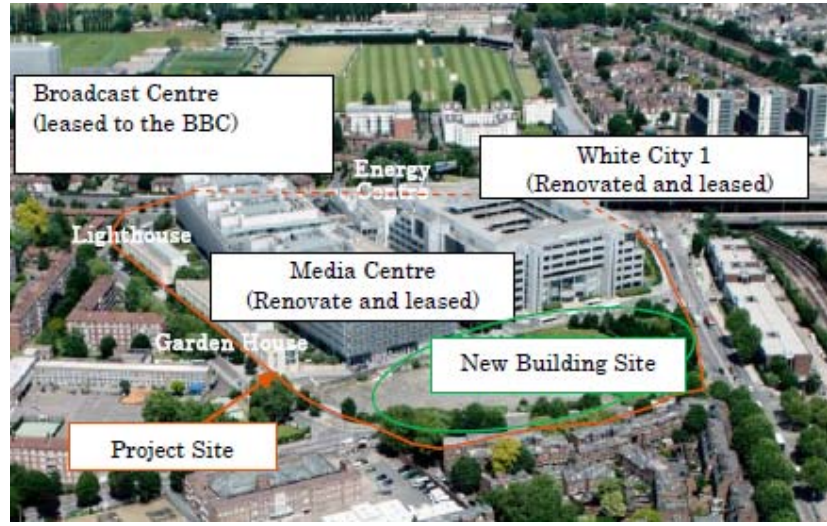 Broadcast Centre
(leased to the BBC)
White City 1
(Renovated and leased)
Energy
Centre
Lighthouse
Media Centre
(Renovate and leased)
Garden House
New Building Site
Project Site